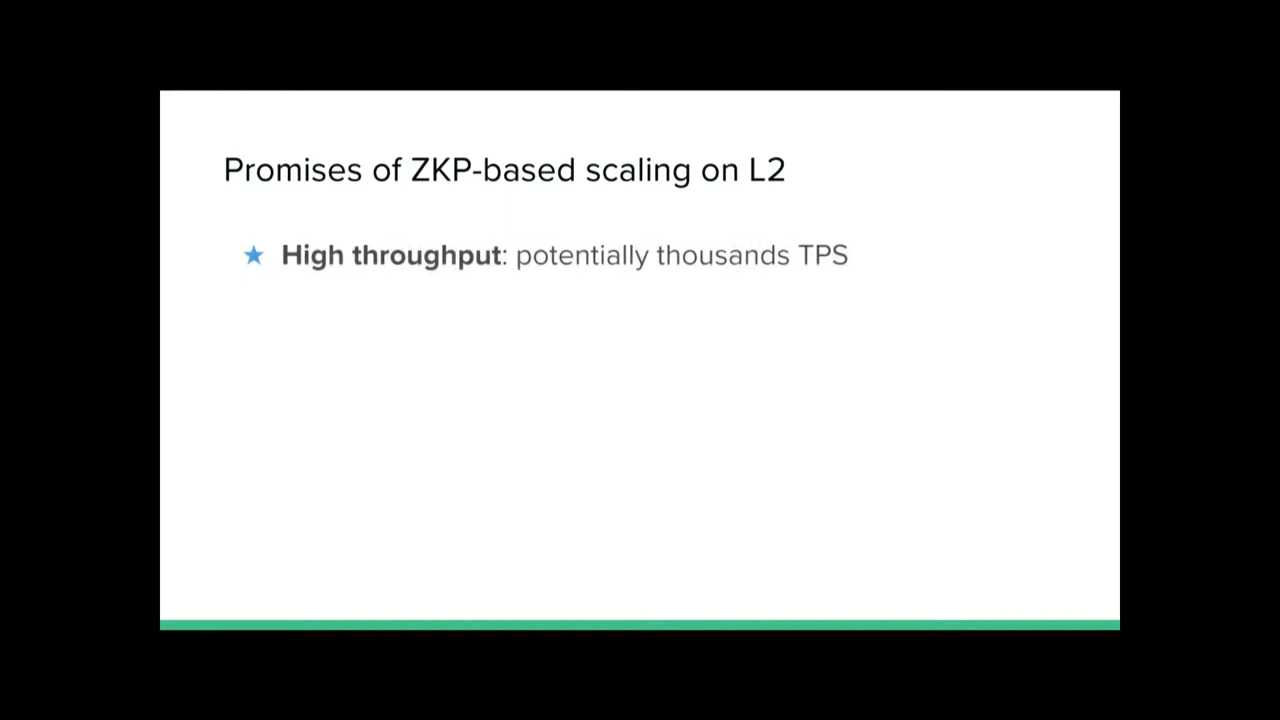 Promises of ZKP-based scaling on L2
★ High throughput: potentially thousands TPS